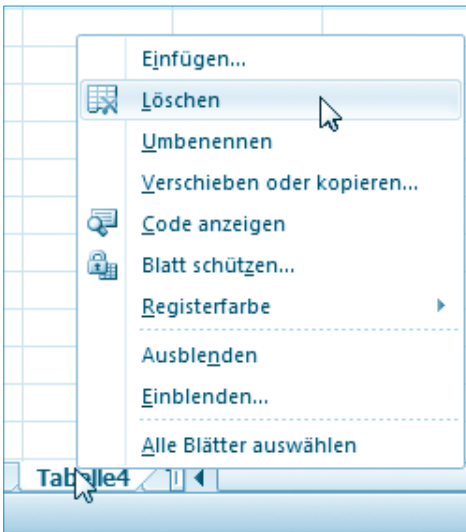 Einfügen...
Löschen
Umbenennen
Verschieben oder kopieren...
Code anzeigen
Blatt schützen...
Registerfarbe
Ausblenden
Einblenden...
Alle Blätter auswählen
Tabelle4